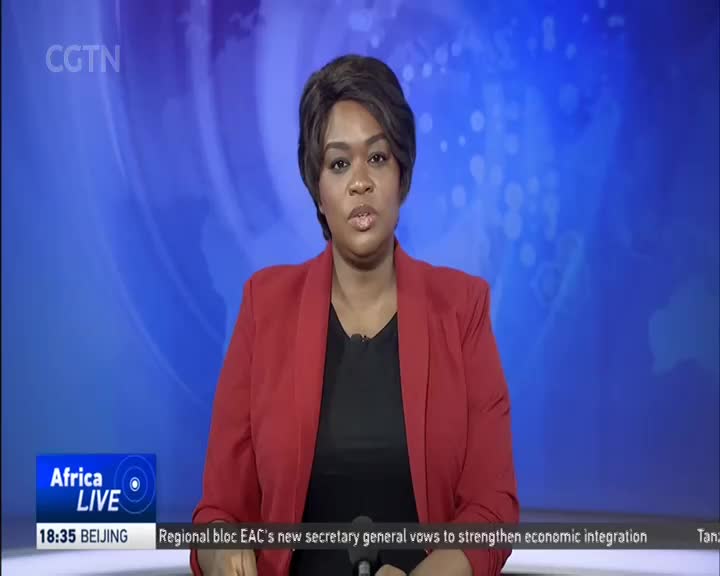 CGTN
Africa
LIVE
18:35 BEIJING
Regional bloc EAC's new secretary general vows to strengthen economic integration